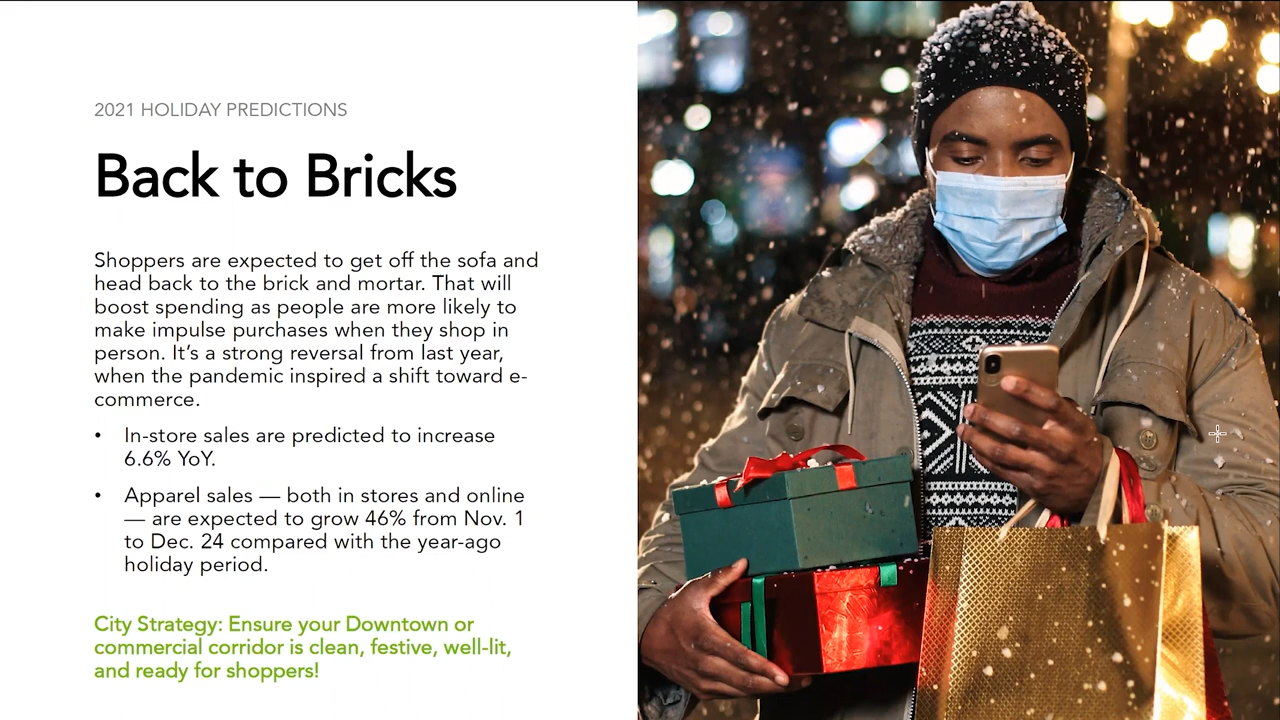 2021 HOLIDAY PREDICTIONS
Back to Bricks
Shoppers are expected to get off the sofa and
head back to the brick and mortar. That will
boost spending as people are more likely to
make impulse purchases when they shop in
person. It’s a strong reversal from last year,
when the pandemic inspired a shift toward e-
commerce.
• In-store sales are predicted to increase
6.6% YoY.
• Apparel sales — both in stores and online
— are expected to grow 46% from Nov. 1
to Dec. 24 compared with the year-ago
holiday period.
City Strategy: Ensure your Downtown or
commercial corridor is clean, festive, well-lit,
and ready for shoppers!